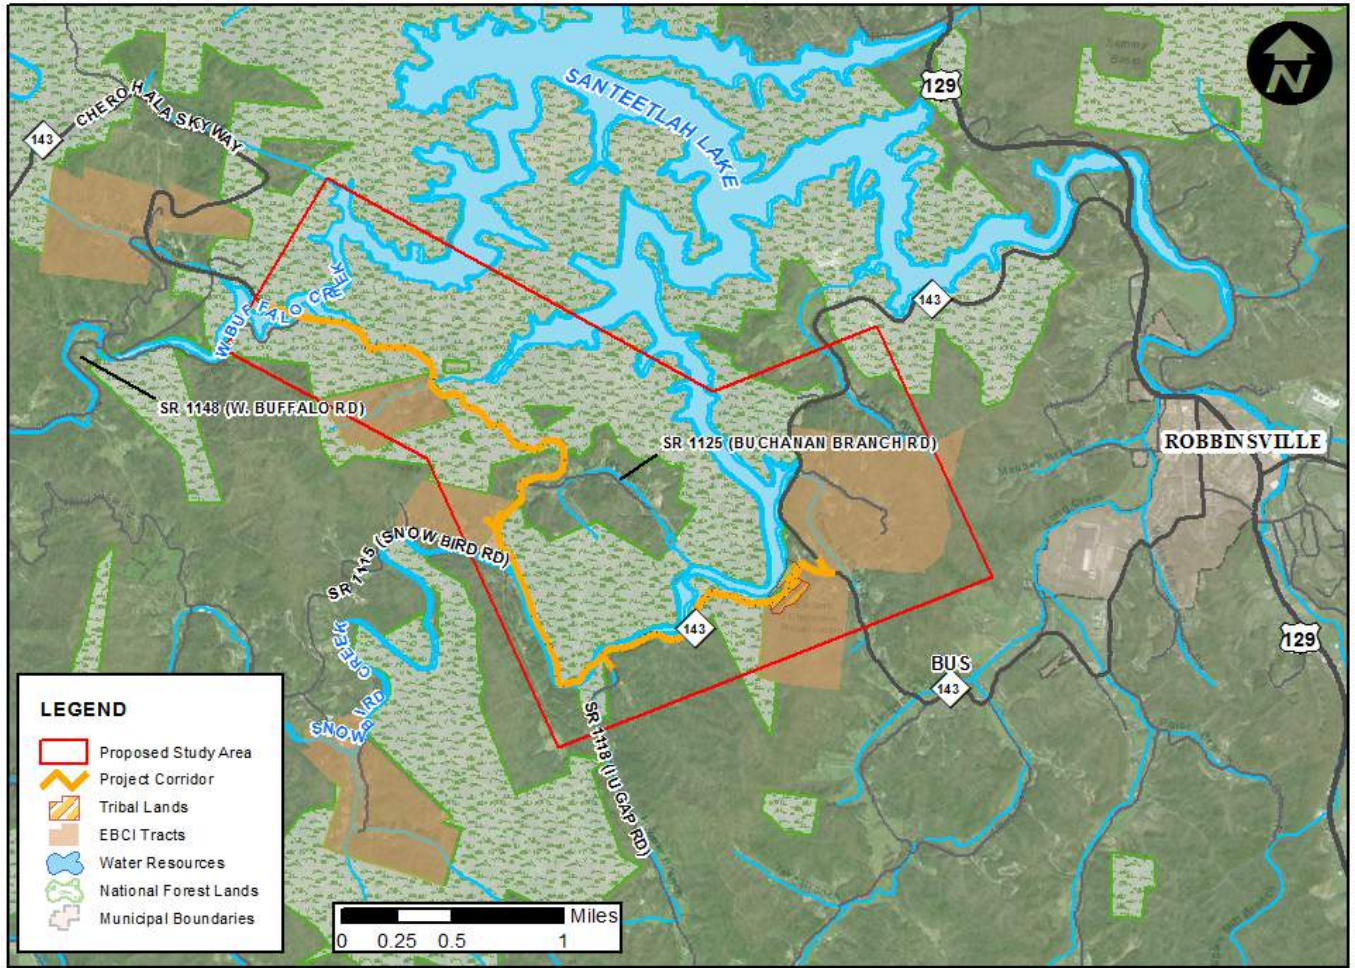 SANTEETLAH LAKE
129
N
CHEROHALA SKYWAY
143
143
W. BUFFALO CREEK
SR 1148 (W. BUFFALO RD)
SR 1125 (BUCHANAN BRANCH RD)
ROBBINSVILLE
SR 1115 (SNOWBIRD RD)
143
129
BUS
143
SNOWBIRD CREEK
SR 1118 (IU GAP RD)
LEGEND
Proposed Study Area
Project Corridor
Tribal Lands
EBCI Tracts
Water Resources
National Forest Lands
Municipal Boundaries
Miles
0 0.25 0.5 1